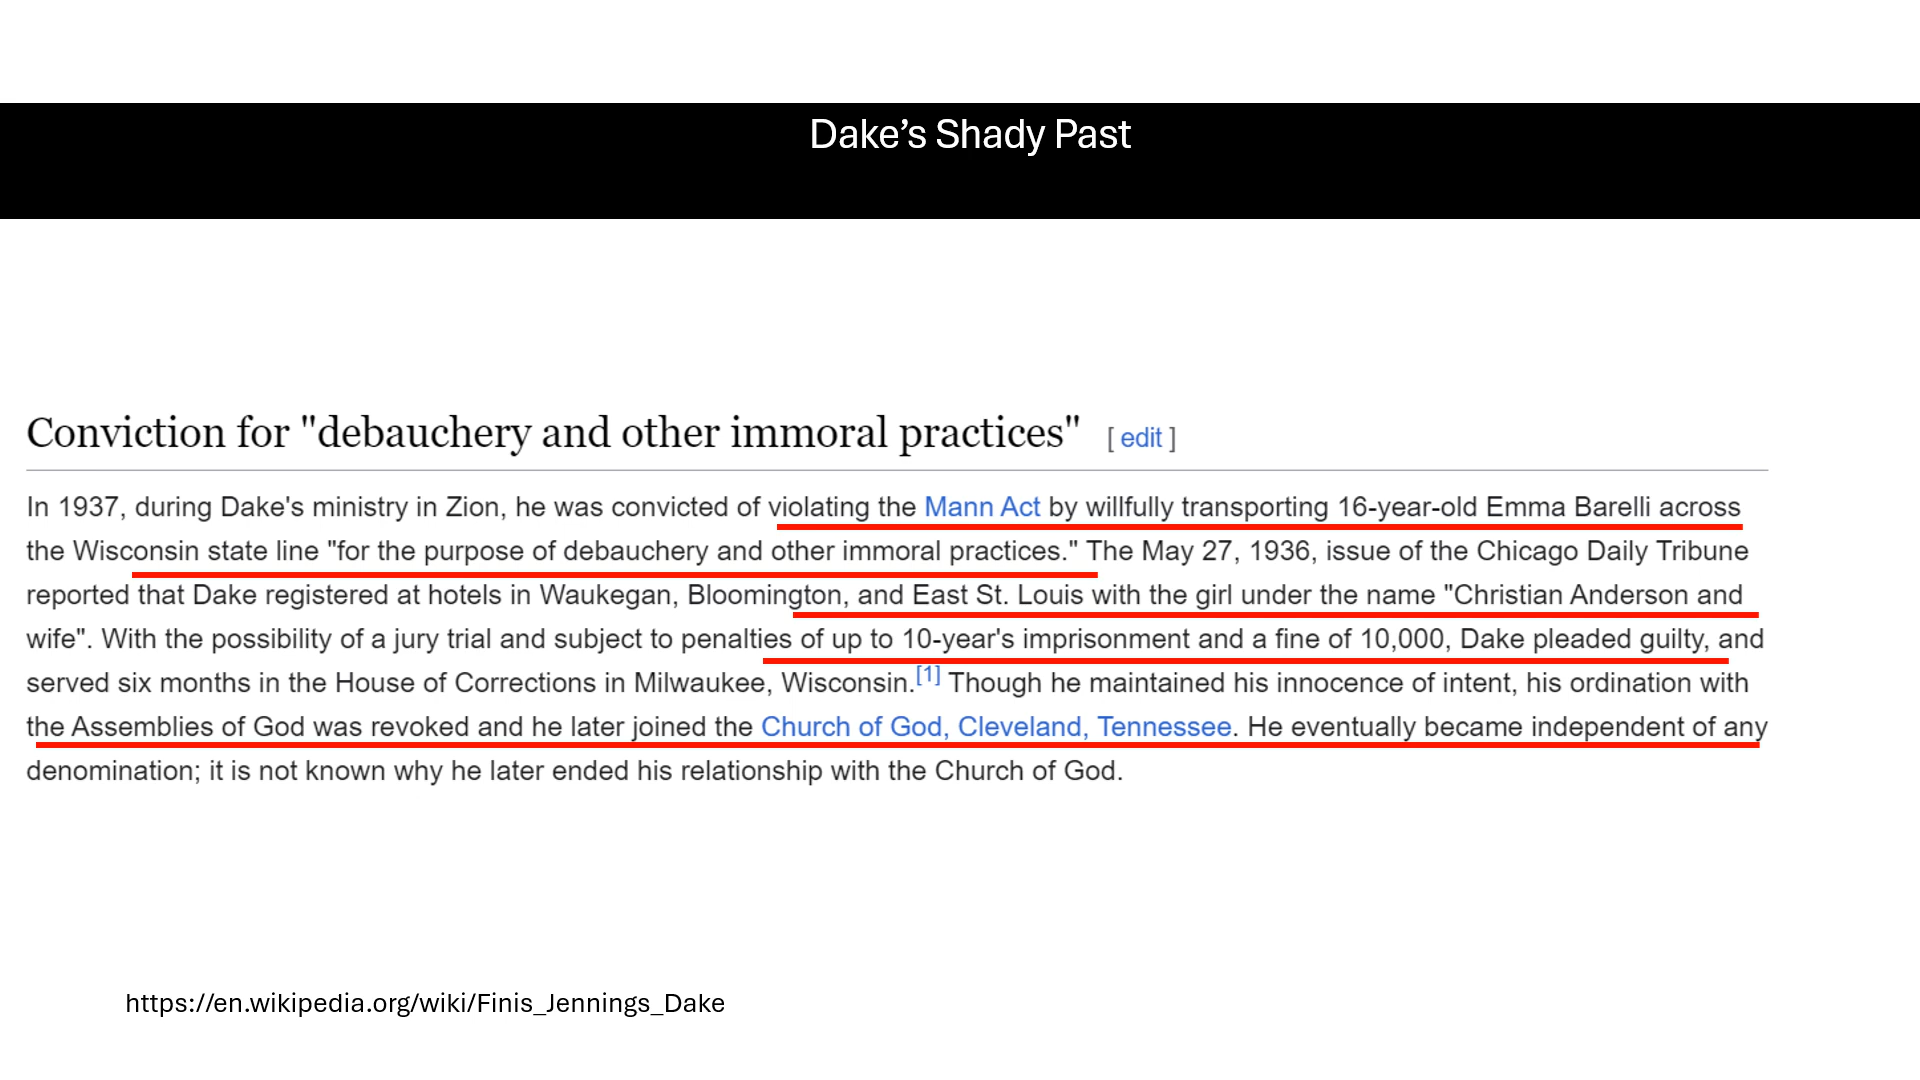 Dake’s Shady Past
Conviction for "debauchery and other immoral practices" [ edit ]
In 1937, during Dake's ministry in Zion, he was convicted of violating the Mann Act by willfully transporting 16-year-old Emma Barelli across
the Wisconsin state line "for the purpose of debauchery and other immoral practices." The May 27, 1936, issue of the Chicago Daily Tribune
reported that Dake registered at hotels in Waukegan, Bloomington, and East St. Louis with the girl under the name "Christian Anderson and
wife". With the possibility of a jury trial and subject to penalties of up to 10-year's imprisonment and a fine of 10,000, Dake pleaded guilty, and
served six months in the House of Corrections in Milwaukee, Wisconsin.[1] Though he maintained his innocence of intent, his ordination with
the Assemblies of God was revoked and he later joined the Church of God, Cleveland, Tennessee. He eventually became independent of any
denomination; it is not known why he later ended his relationship with the Church of God.
https://en.wikipedia.org/wiki/Finis_Jennings_Dake